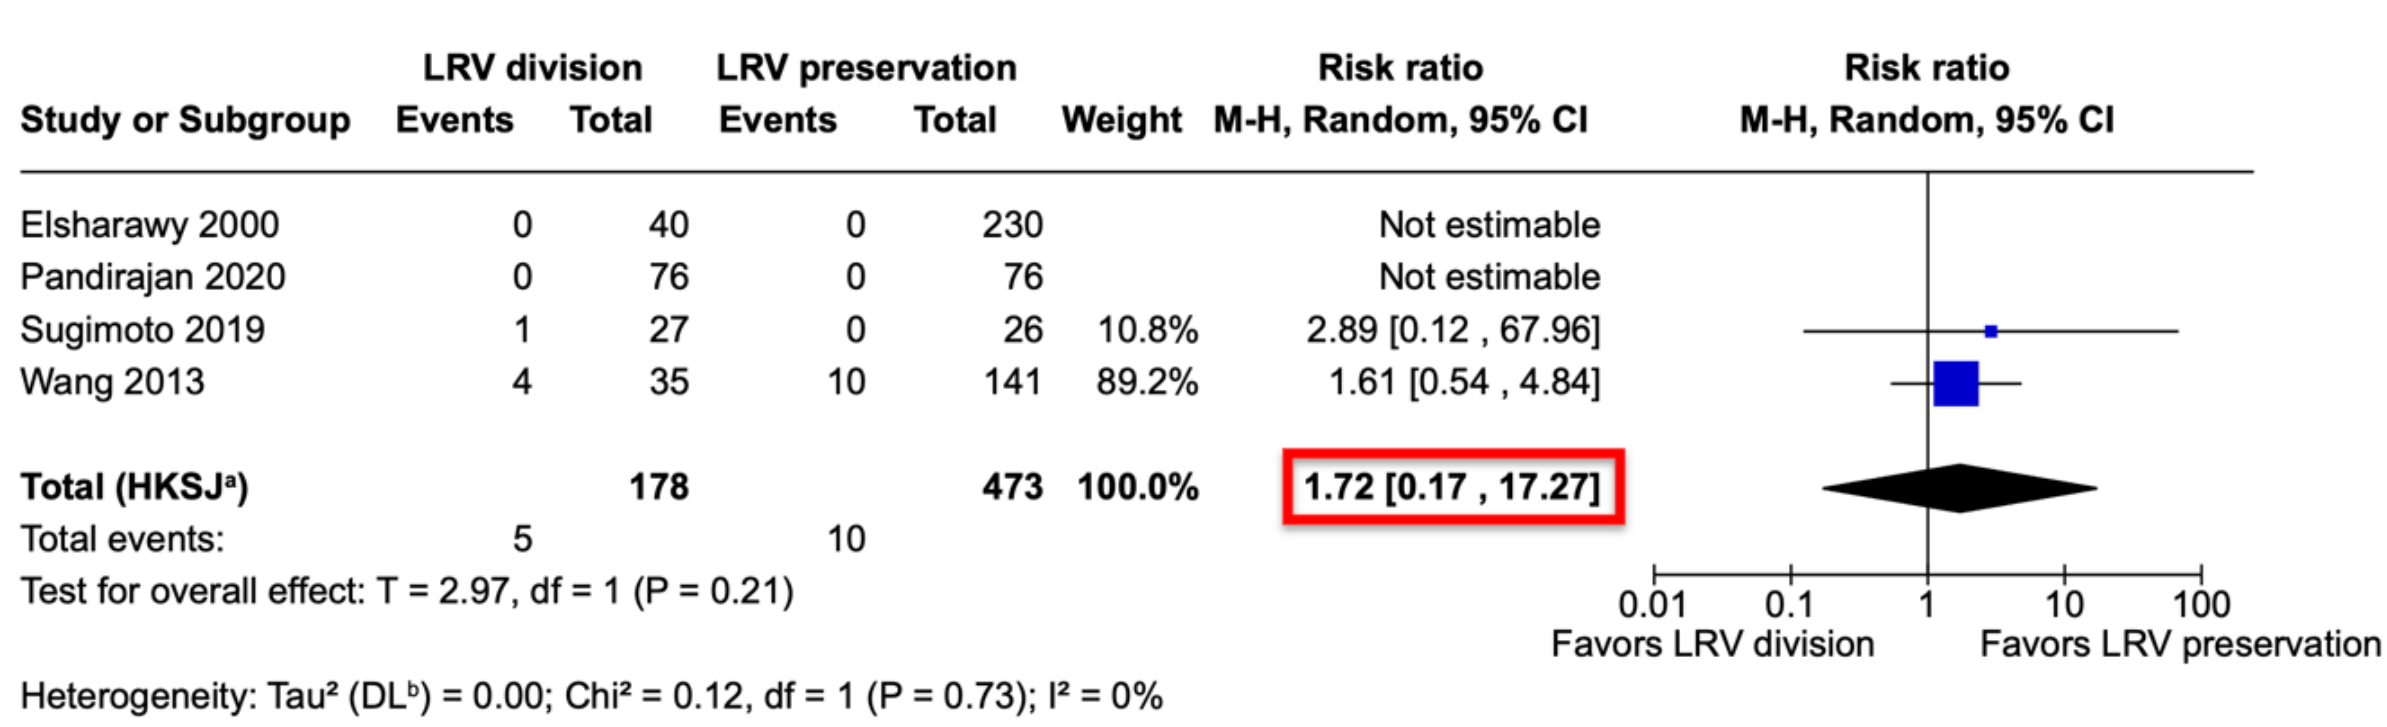 LRV division LRV preservation Risk ratio Risk ratio
Study or Subgroup Events Total Events Total Weight M-H, Random, 95% CI M-H, Random, 95% CI
Elsharawy 2000 0 40 0 230 Not estimable
Pandirajan 2020 0 76 0 76 Not estimable
Sugimoto 2019 1 27 0 26 10.8% 2.89 [0.12 , 67.96]
Wang 2013 4 35 10 141 89.2% 1.61 [0.54 , 4.84]
Total (HKSJᵃ) 178 473 100.0% 1.72 [0.17 , 17.27]
Total events: 5 10
Test for overall effect: T = 2.97, df = 1 (P = 0.21)
0.01 0.1 1 10 100
Favors LRV division Favors LRV preservation
Heterogeneity: Tau² (DLᵇ) = 0.00; Chi² = 0.12, df = 1 (P = 0.73); I² = 0%